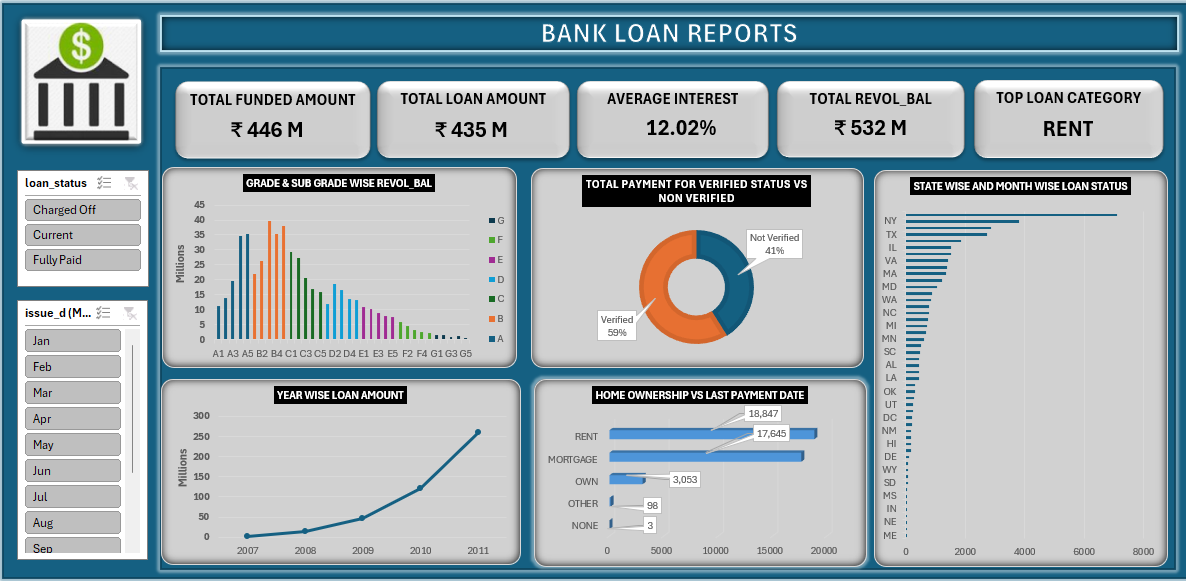 $
BANK LOAN REPORTS
TOTAL FUNDED AMOUNT
₹ 446 M
TOTAL LOAN AMOUNT
₹ 435 M
AVERAGE INTEREST
12.02%
TOTAL REVOL_BAL
₹ 532 M
TOP LOAN CATEGORY
RENT
loan_status
Charged Off
Current
Fully Paid
issue_d (M...
Jan
Feb
Mar
Apr
May
Jun
Jul
Aug
Sep
GRADE & SUB GRADE WISE REVOL_BAL
Millions
45
40
35
30
25
20
15
10
5
0
A1 A3 A5 B2 B4 C1 C3 C5 D2 D4 E1 E3 E5 F2 F4 G1 G3 G5
G
F
E
D
C
B
A
TOTAL PAYMENT FOR VERIFIED STATUS VS
NON VERIFIED
Not Verified
41%
Verified
59%
STATE WISE AND MONTH WISE LOAN STATUS
NY
TX
IL
VA
MA
MD
WA
NC
MI
MN
SC
AL
LA
OK
UT
DC
NM
HI
DE
WY
SD
MS
IN
NE
ME
0 2000 4000 6000 8000
YEAR WISE LOAN AMOUNT
Millions
300
250
200
150
100
50
0
2007 2008 2009 2010 2011
HOME OWNERSHIP VS LAST PAYMENT DATE
RENT
18,847
MORTGAGE
17,645
OWN
3,053
OTHER
98
NONE
3
0 5000 10000 15000 20000